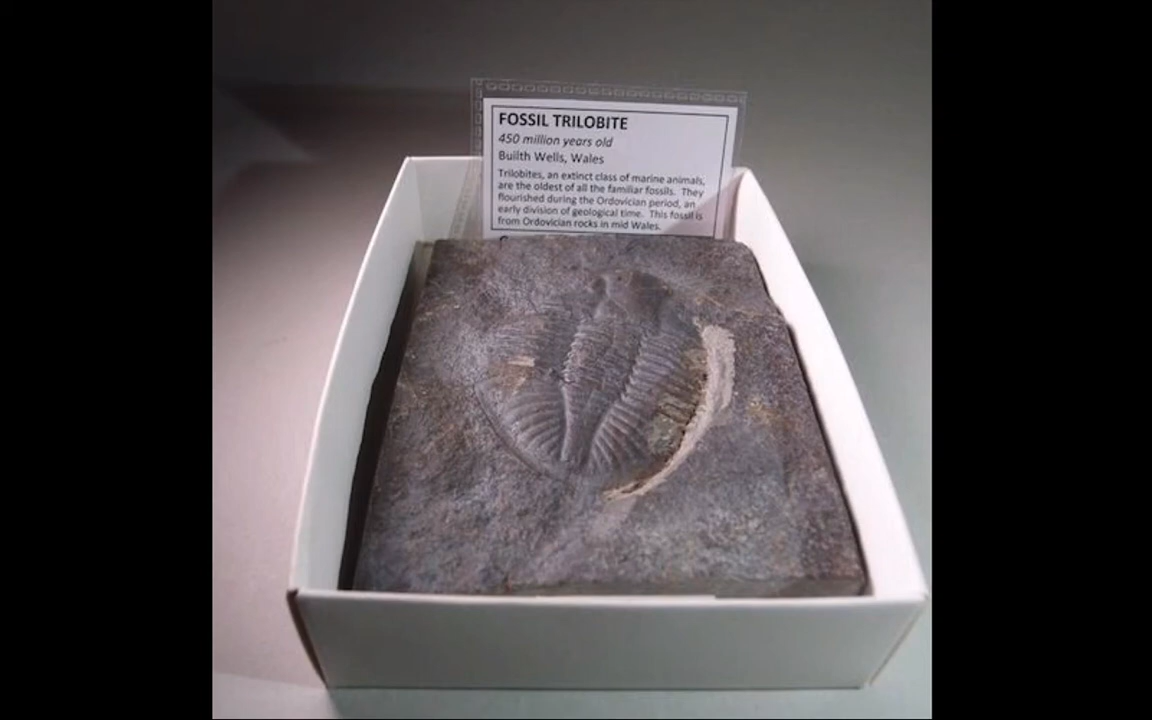 FOSSIL TRILOBITE
450 million years old
Builth Wells, Wales
Trilobites, an extinct class of marine animals,
are the oldest of all the familiar fossils. They
flourished during the Ordovician period, an
early division of geological time. This fossil is
from Ordovician rocks in mid Wales.